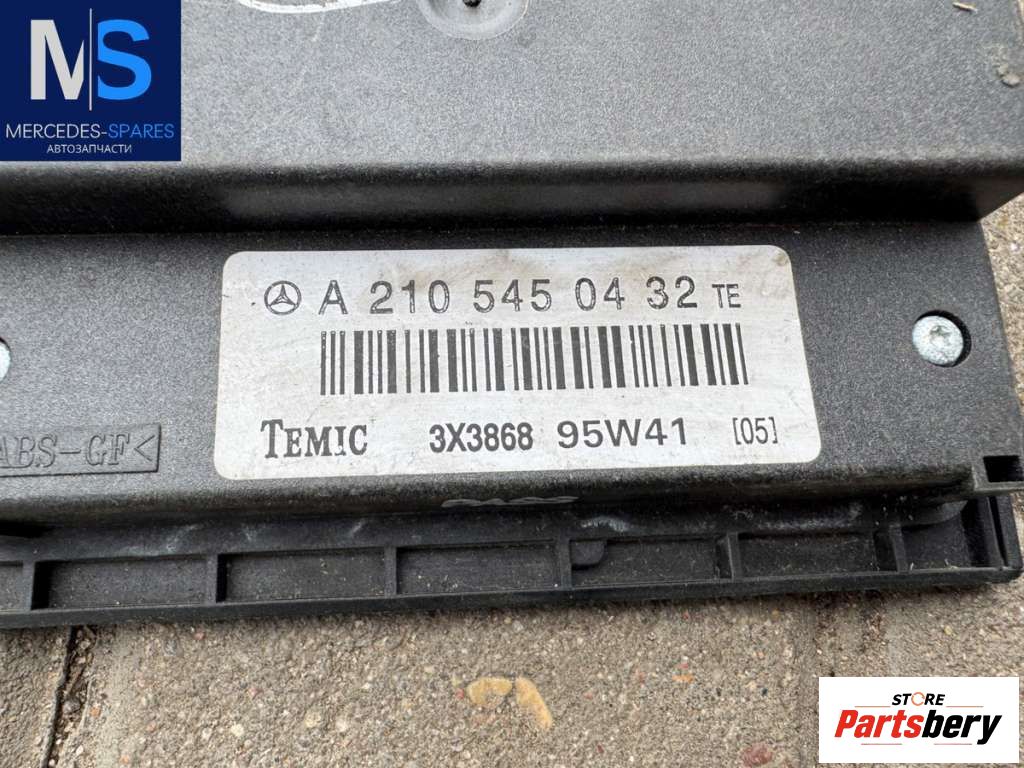 MS
MERCEDES-SPARES
АВТОЗАПЧАСТИ
A 210 545 04 32 TE
TEMIC 3X3868 95W41 [05]
ABS-GF<
STORE
Partsbery